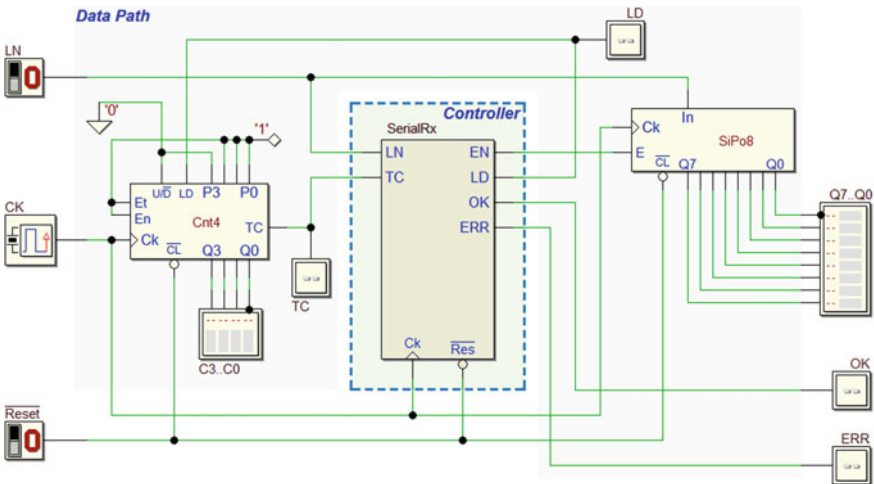 Data Path
LD
LN
'0'
'1'
Controller
SerialRx
LN
TC
EN
LD
OK
ERR
Ck
Res
In
Ck
E
SiPo8
CL
Q7
Q0
Q7..Q0
U/D
LD
P3
P0
Et
En
Ck
Cnt4
TC
CL
Q3
Q0
CK
TC
C3..C0
OK
Reset
ERR
0
0